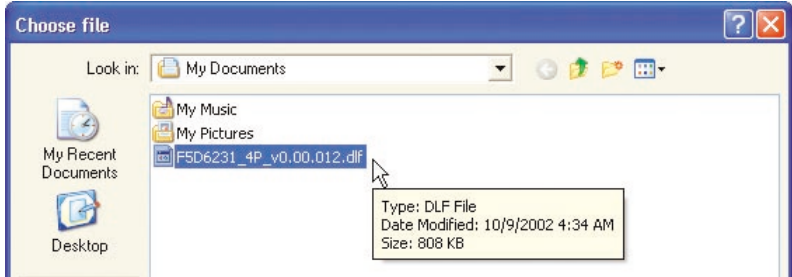 Choose file
Look in:
My Documents
My Recent
Documents
Desktop
My Music
My Pictures
F5D6231_4P_v0.00.012.dlf
Type: DLF File
Date Modified: 10/9/2002 4:34 AM
Size: 808 KB